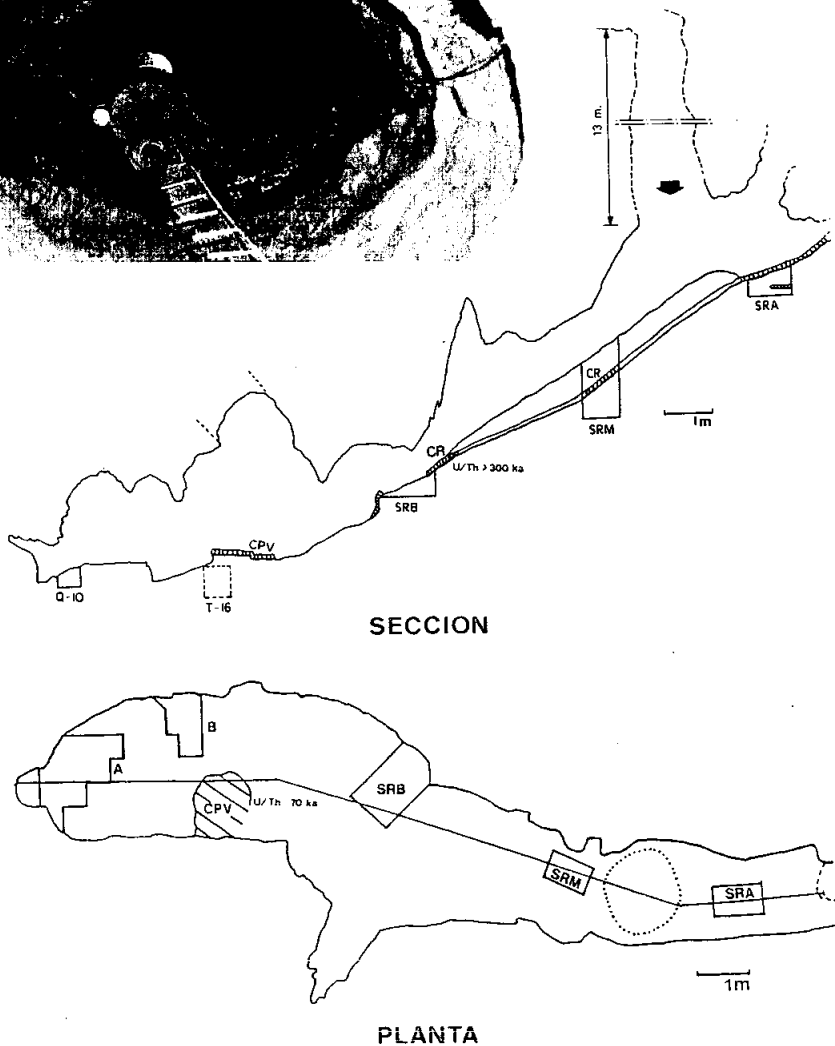 13 m.
SRA
CR
SRM
1m
CR
U/Th > 300 ka
SRB
CPV
Q-10
T-16
SECCION
B
A
SRB
CPV
U/Th 70 ka
SRM
SRA
1m
PLANTA